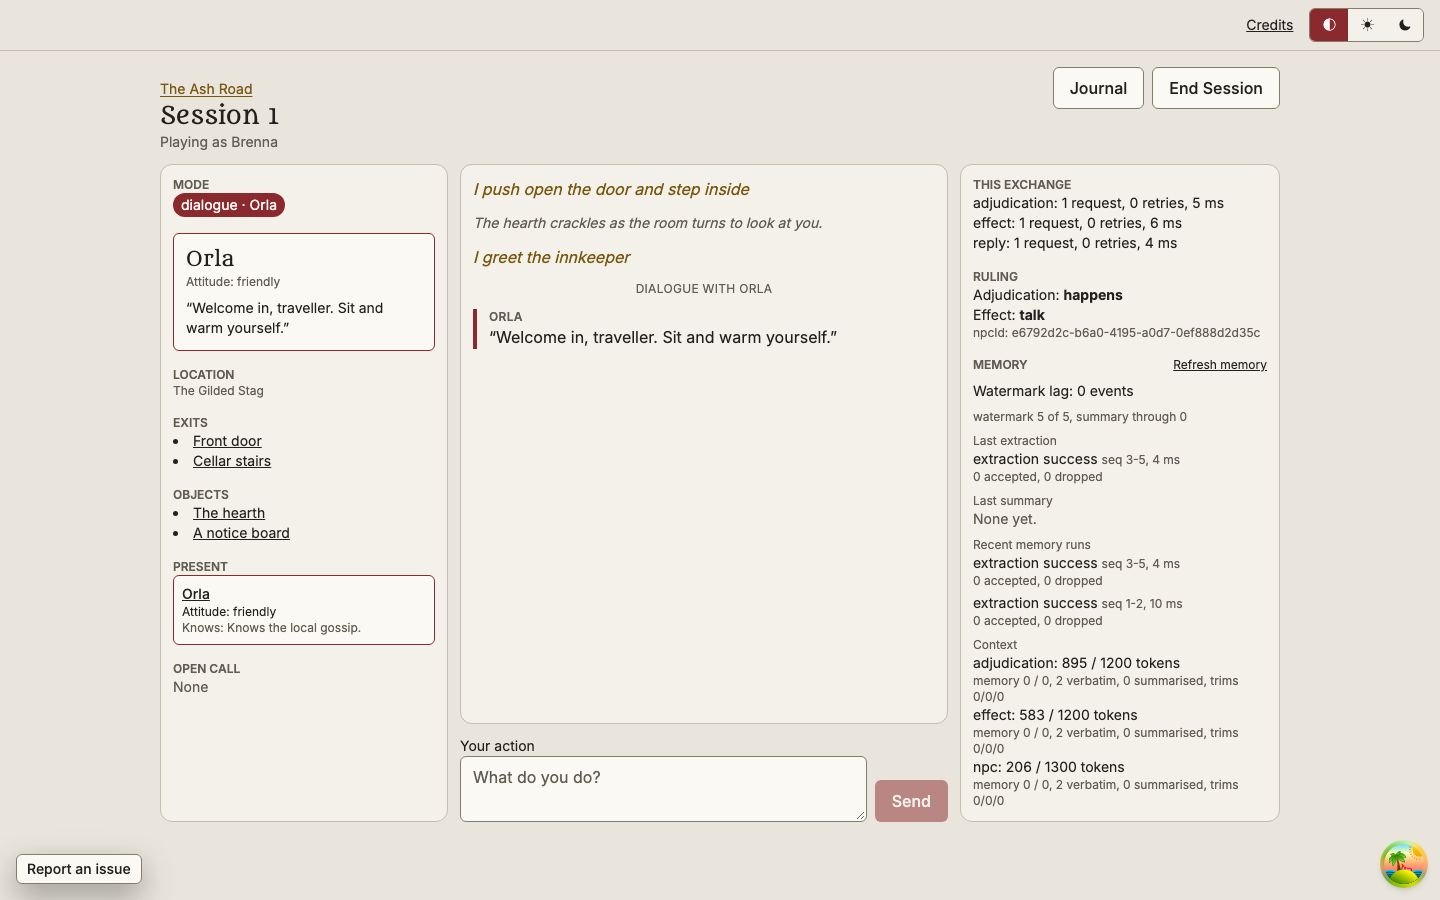 Credits
The Ash Road
Session 1
Playing as Brenna
Journal
End Session
MODE
dialogue · Orla
Orla
Attitude: friendly
“Welcome in, traveller. Sit and
warm yourself.”
LOCATION
The Gilded Stag
EXITS
Front door
Cellar stairs
OBJECTS
The hearth
A notice board
PRESENT
Orla
Attitude: friendly
Knows: Knows the local gossip.
OPEN CALL
None
I push open the door and step inside
The hearth crackles as the room turns to look at you.
I greet the innkeeper
DIALOGUE WITH ORLA
ORLA
“Welcome in, traveller. Sit and warm yourself.”
Your action
What do you do?
Send
THIS EXCHANGE
adjudication: 1 request, 0 retries, 5 ms
effect: 1 request, 0 retries, 6 ms
reply: 1 request, 0 retries, 4 ms
RULING
Adjudication: happens
Effect: talk
npcId: e6792d2c-b6a0-4195-a0d7-0ef888d2d35c
MEMORY
Refresh memory
Watermark lag: 0 events
watermark 5 of 5, summary through 0
Last extraction
extraction success seq 3-5, 4 ms
0 accepted, 0 dropped
Last summary
None yet.
Recent memory runs
extraction success seq 3-5, 4 ms
0 accepted, 0 dropped
extraction success seq 1-2, 10 ms
0 accepted, 0 dropped
Context
adjudication: 895 / 1200 tokens
memory 0 / 0, 2 verbatim, 0 summarised, trims
0/0/0
effect: 583 / 1200 tokens
memory 0 / 0, 2 verbatim, 0 summarised, trims
0/0/0
npc: 206 / 1300 tokens
memory 0 / 0, 2 verbatim, 0 summarised, trims
0/0/0
Report an issue